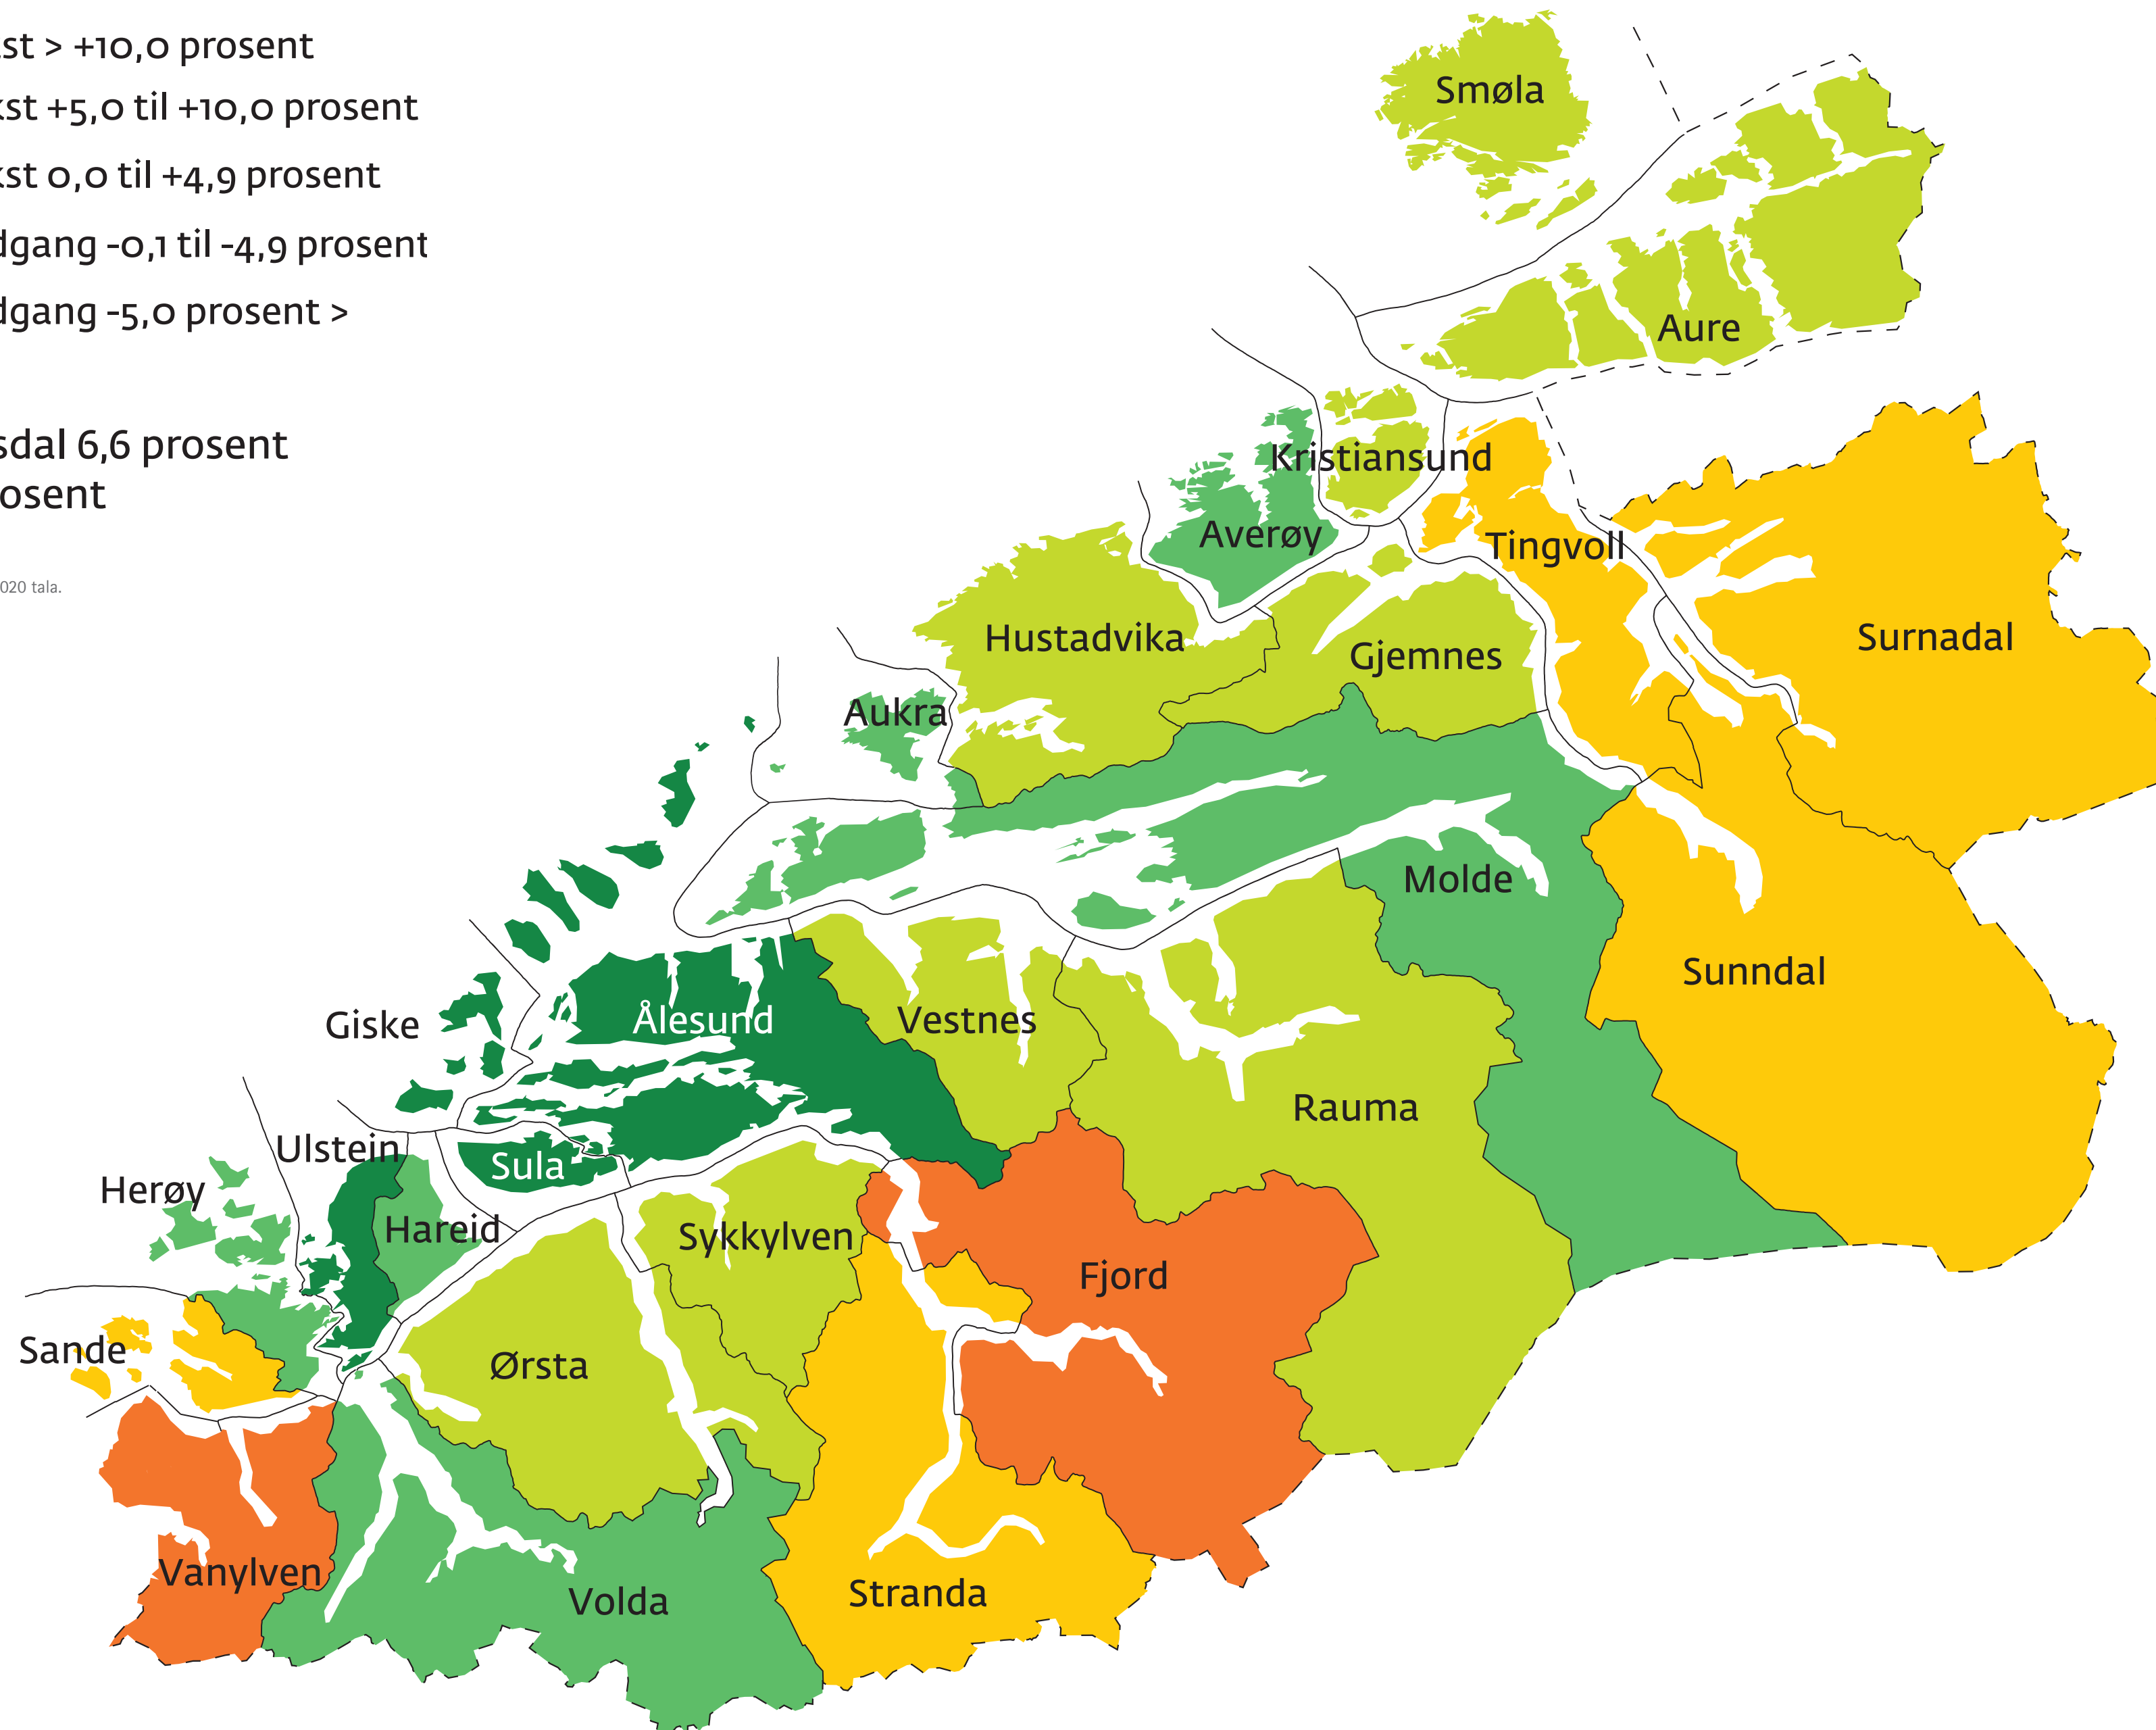 st > +10,0 prosent
st +5,0 til +10,0 prosent
st 0,0 til +4,9 prosent
dgang -0,1 til -4,9 prosent
dgang -5,0 prosent >
sdal 6,6 prosent
osent
020 tala.
Smøla
Aure
Kristiansund
Averøy
Tingvoll
Hustadvika
Gjemnes
Surnadal
Aukra
Molde
Sunndal
Giske
Ålesund
Vestnes
Rauma
Ulstein
Sula
Herøy
Hareid
Sykkylven
Fjord
Sande
Ørsta
Vanylven
Volda
Stranda